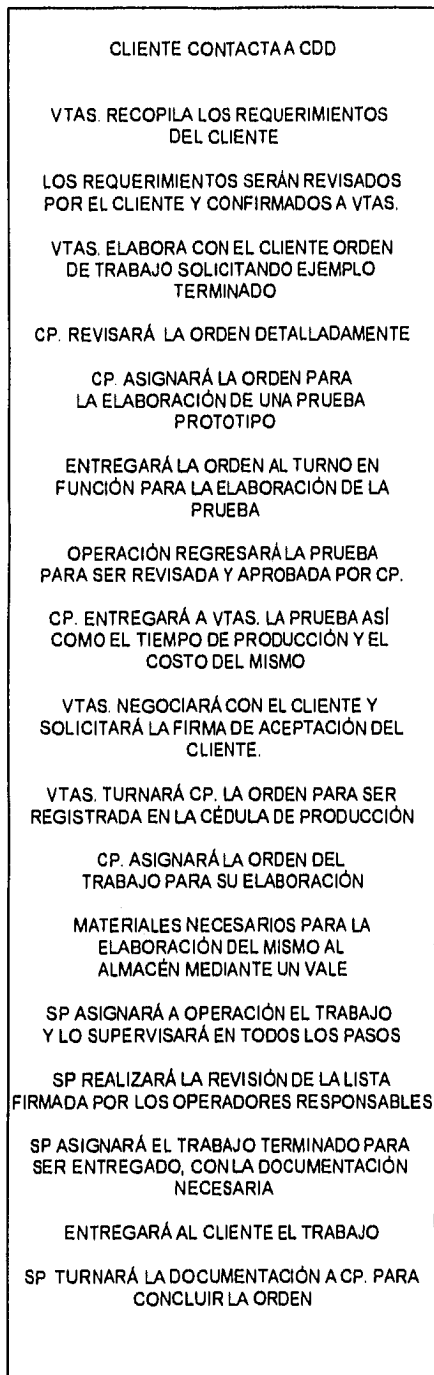 CLIENTE CONTACTA A CDD
VTAS. RECOPILA LOS REQUERIMIENTOS
DEL CLIENTE
LOS REQUERIMIENTOS SERÁN REVISADOS
POR EL CLIENTE Y CONFIRMADOS A VTAS.
VTAS. ELABORA CON EL CLIENTE ORDEN
DE TRABAJO SOLICITANDO EJEMPLO
TERMINADO
CP. REVISARÁ LA ORDEN DETALLADAMENTE
CP. ASIGNARÁ LA ORDEN PARA
LA ELABORACIÓN DE UNA PRUEBA
PROTOTIPO
ENTREGARÁ LA ORDEN AL TURNO EN
FUNCIÓN PARA LA ELABORACIÓN DE LA
PRUEBA
OPERACIÓN REGRESARÁ LA PRUEBA
PARA SER REVISADA Y APROBADA POR CP.
CP. ENTREGARÁ A VTAS. LA PRUEBA ASÍ
COMO EL TIEMPO DE PRODUCCIÓN Y EL
COSTO DEL MISMO
VTAS. NEGOCIARÁ CON EL CLIENTE Y
SOLICITARÁ LA FIRMA DE ACEPTACIÓN DEL
CLIENTE.
VTAS. TURNARÁ CP. LA ORDEN PARA SER
REGISTRADA EN LA CÉDULA DE PRODUCCIÓN
CP. ASIGNARÁ LA ORDEN DEL
TRABAJO PARA SU ELABORACIÓN
MATERIALES NECESARIOS PARA LA
ELABORACIÓN DEL MISMO AL
ALMACÉN MEDIANTE UN VALE
SP ASIGNARÁ A OPERACIÓN EL TRABAJO
Y LO SUPERVISARÁ EN TODOS LOS PASOS
SP REALIZARÁ LA REVISIÓN DE LA LISTA
FIRMADA POR LOS OPERADORES RESPONSABLES
SP ASIGNARÁ EL TRABAJO TERMINADO PARA
SER ENTREGADO, CON LA DOCUMENTACIÓN
NECESARIA
ENTREGARÁ AL CLIENTE EL TRABAJO
SP TURNARÁ LA DOCUMENTACIÓN A CP. PARA
CONCLUIR LA ORDEN